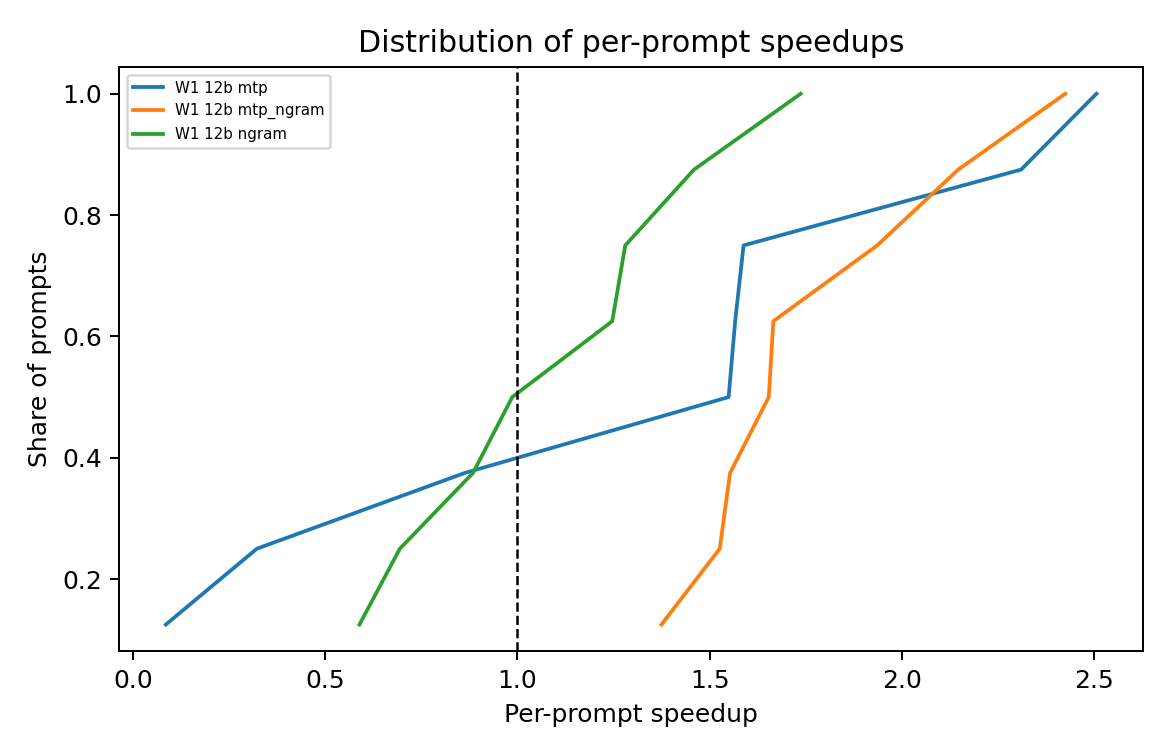 Distribution of per-prompt speedups
W1 12b mtp
W1 12b mtp_ngram
W1 12b ngram
Share of prompts
1.0
0.8
0.6
0.4
0.2
0.0 0.5 1.0 1.5 2.0 2.5
Per-prompt speedup